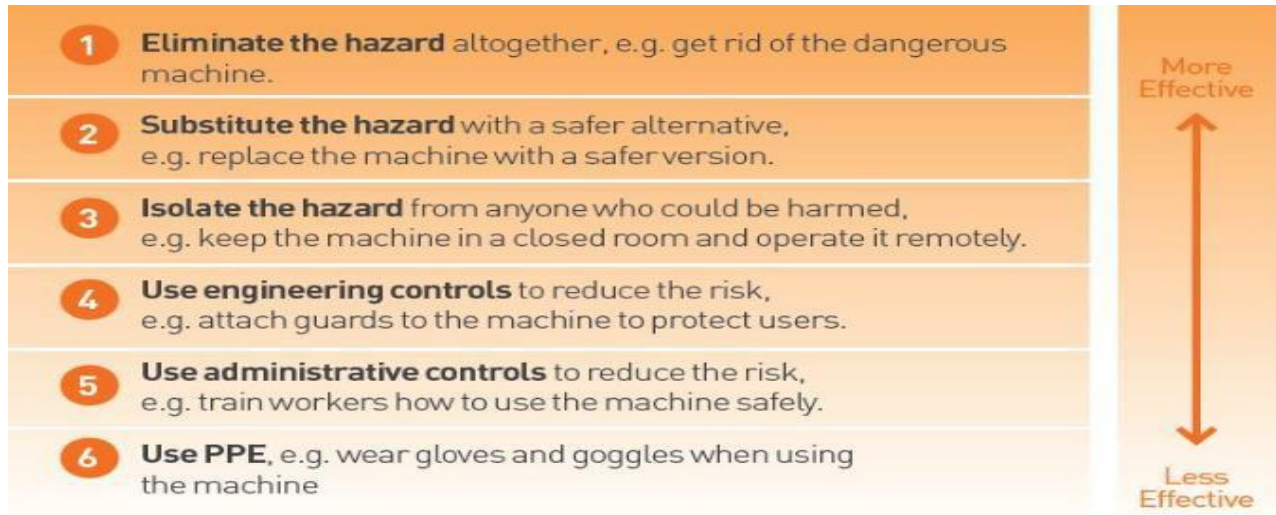 1 Eliminate the hazard altogether, e.g. get rid of the dangerous
machine.
2 Substitute the hazard with a safer alternative,
e.g. replace the machine with a safer version.
3 Isolate the hazard from anyone who could be harmed,
e.g. keep the machine in a closed room and operate it remotely.
4 Use engineering controls to reduce the risk,
e.g. attach guards to the machine to protect users.
5 Use administrative controls to reduce the risk,
e.g. train workers how to use the machine safely.
6 Use PPE, e.g. wear gloves and goggles when using
the machine
More
Effective
Less
Effective